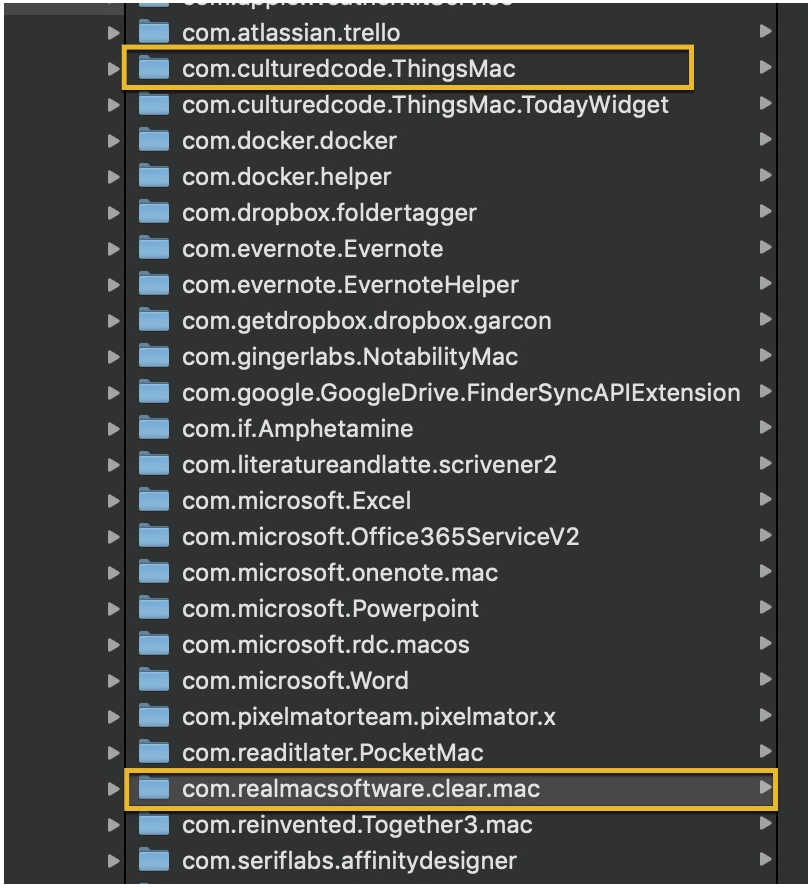 com.apple.WeatherKitService
com.atlassian.trello
com.culturedcode.ThingsMac
com.culturedcode.ThingsMac.TodayWidget
com.docker.docker
com.docker.helper
com.dropbox.foldertagger
com.evernote.Evernote
com.evernote.EvernoteHelper
com.getdropbox.dropbox.garcon
com.gingerlabs.NotabilityMac
com.google.GoogleDrive.FinderSyncAPIExtension
com.if.Amphetamine
com.literatureandlatte.scrivener2
com.microsoft.Excel
com.microsoft.Office365ServiceV2
com.microsoft.onenote.mac
com.microsoft.Powerpoint
com.microsoft.rdc.macos
com.microsoft.Word
com.pixelmatorteam.pixelmator.x
com.readitlater.PocketMac
com.realmacsoftware.clear.mac
com.reinvented.Together3.mac
com.seriflabs.affinitydesigner